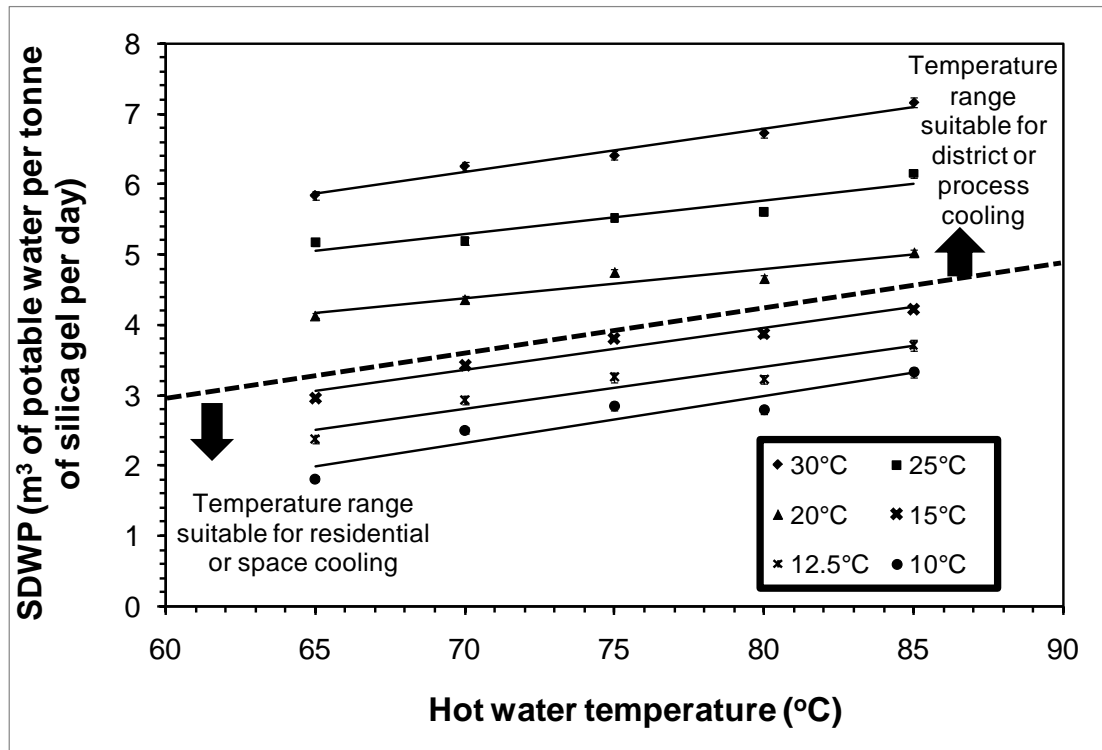 SDWP (m³ of potable water per tonne
of silica gel per day)
8
7
6
5
4
3
2
1
0
Temperature
range
suitable for
district or
process
cooling
Temperature range
suitable for residential
or space cooling
30°C
25°C
20°C
15°C
12.5°C
10°C
60
65
70
75
80
85
90
Hot water temperature (°C)